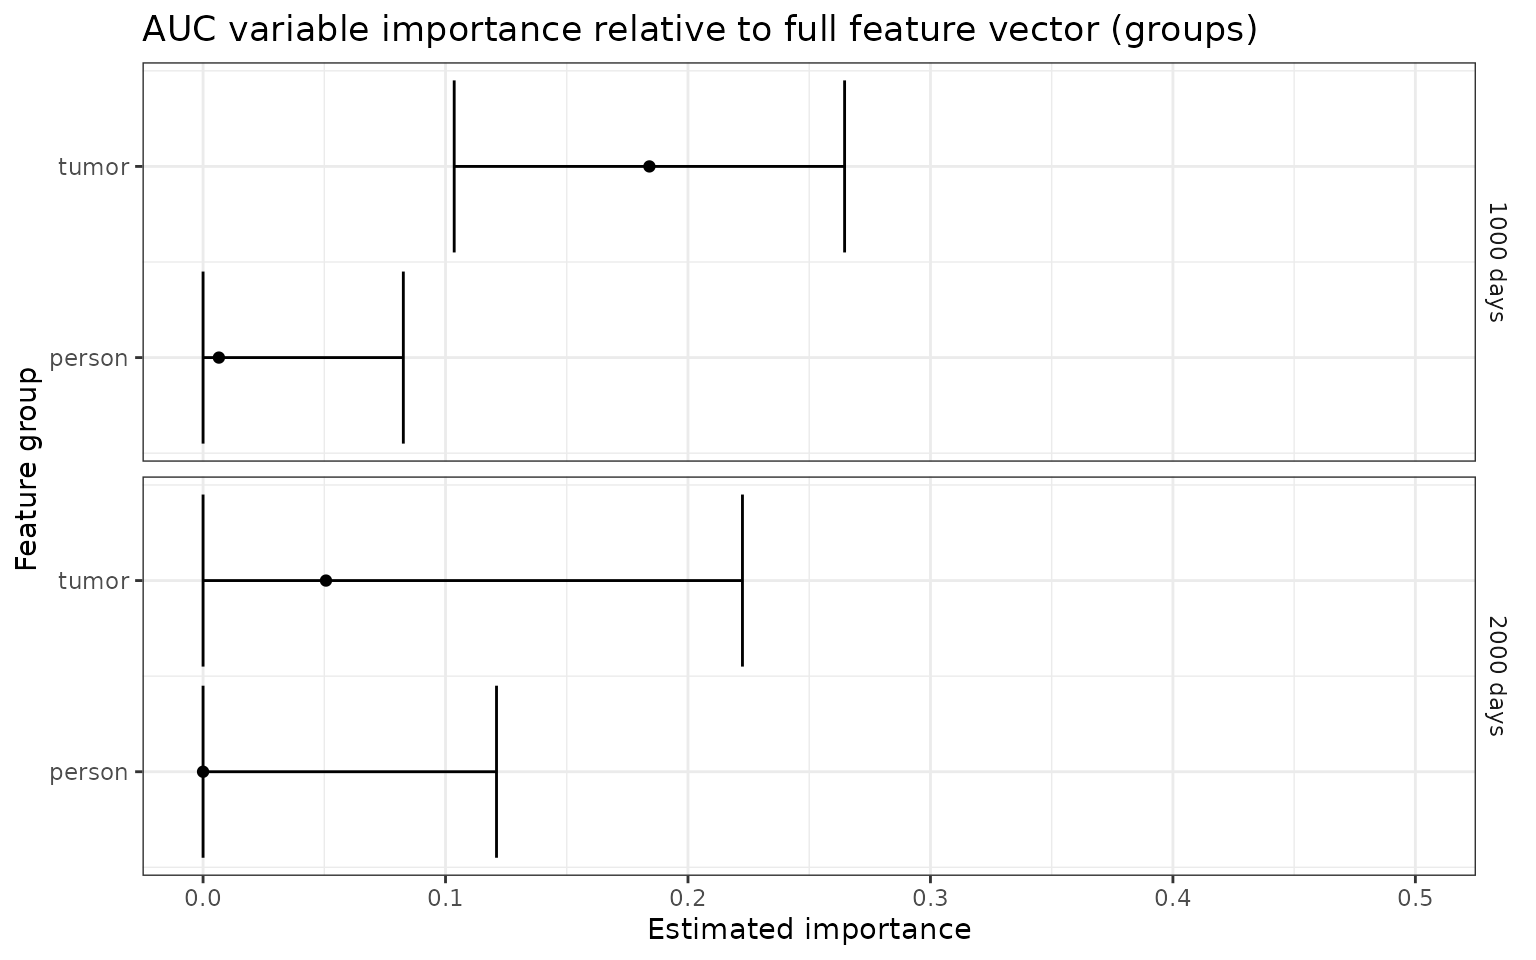 AUC variable importance relative to full feature vector (groups)
Feature group
tumor
person
1000 days
tumor
person
2000 days
0.0 0.1 0.2 0.3 0.4 0.5
Estimated importance